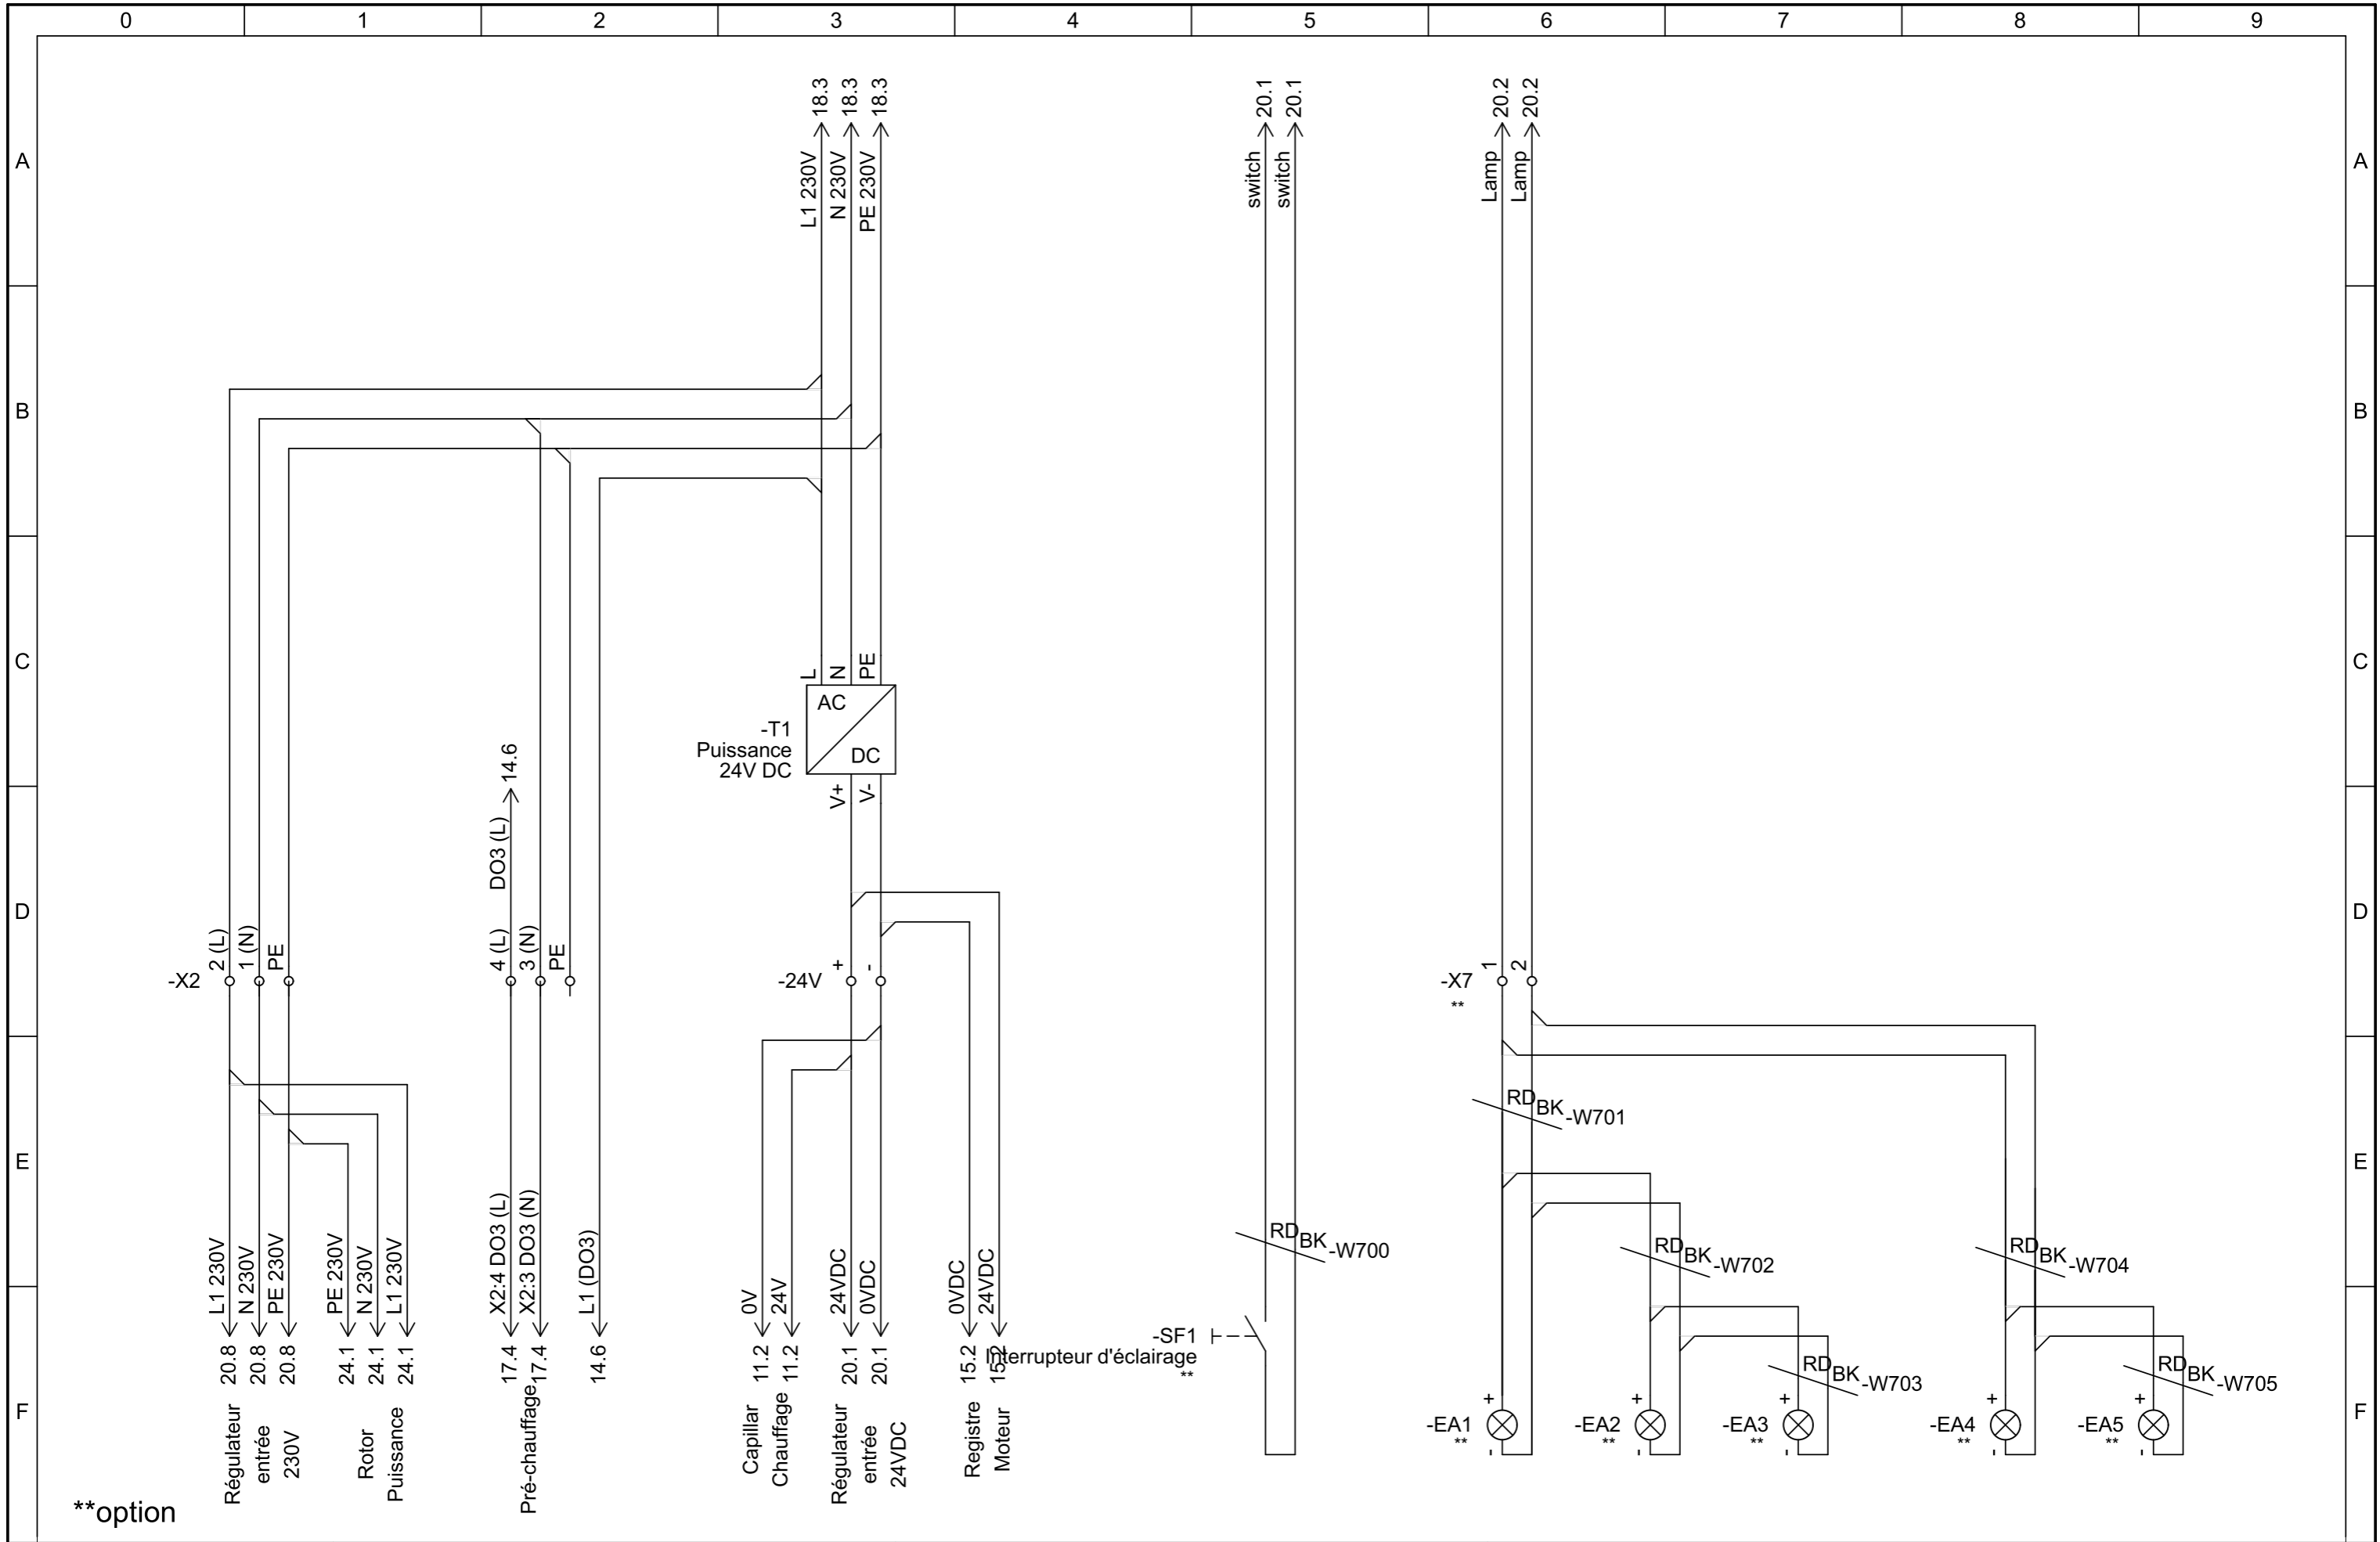 0 1 2 3 4 5 6 7 8 9
18.3 18.3 18.3 20.1 20.1 20.2 20.2
A A
L1 230V N 230V PE 230V switch switch Lamp Lamp
B B
C C
L N PE
AC
-T1
Puissance
24V DC
DC
14.6
V+ V-
DO3 (L)
D D
2 (L) 1 (N) PE 4 (L) 3 (N) PE + - 1 2
-X2 -24V -X7
**
RD BK -W701
E E
RD BK -W700
RD BK -W702
RD BK -W704
L1 230V N 230V PE 230V PE 230V N 230V L1 230V X2:4 DO3 (L) X2:3 DO3 (N) L1 (DO3) 0V 24V 24VDC 0VDC 0VDC 24VDC
-SF1
Interrupteur d'éclairage
**
20.8 20.8 20.8 24.1 24.1 24.1 17.4 17.4 14.6 11.2 11.2 20.1 20.1 15.2 15.2
RD BK -W703
RD BK -W705
F F
+ + + + +
-EA1 -EA2 -EA3 -EA4 -EA5
** ** ** ** **
- - - - -
Régulateur
entrée
230V
Rotor
Puissance
Pré-chauffage
Capillar
Chauffage
Régulateur
entrée
24VDC
Registre
Moteur
**option